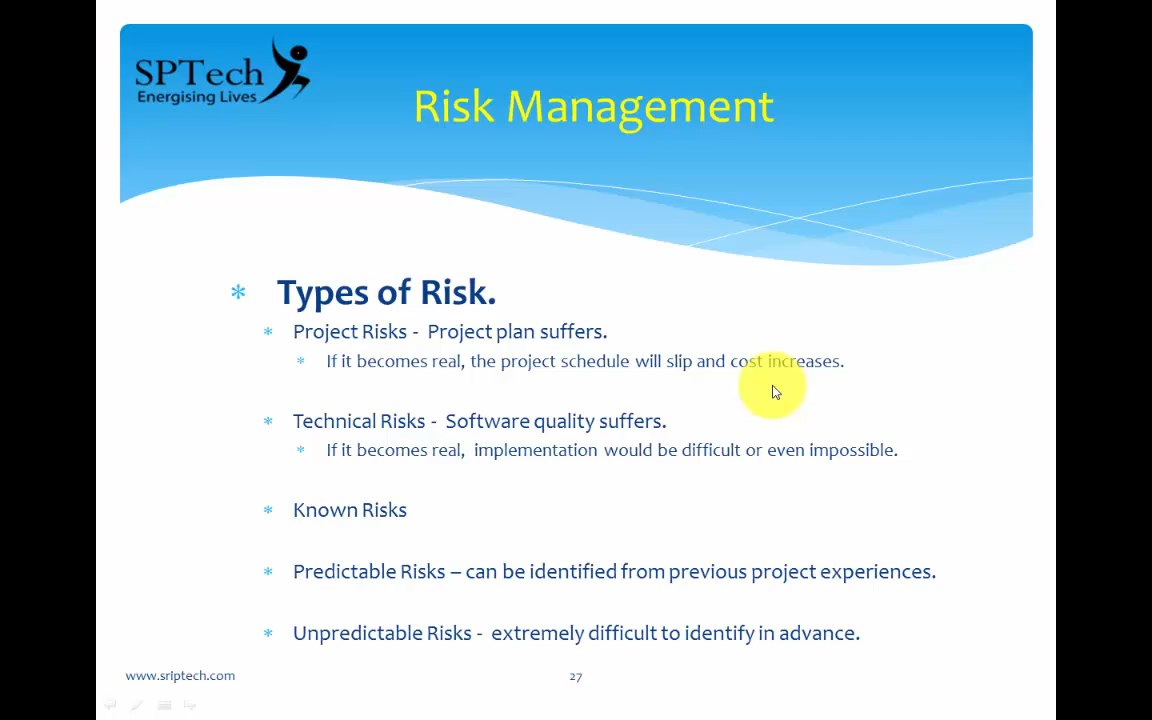 SPTech
Energising Lives
Risk Management
Types of Risk.
Project Risks - Project plan suffers.
If it becomes real, the project schedule will slip and cost increases.
Technical Risks - Software quality suffers.
If it becomes real, implementation would be difficult or even impossible.
Known Risks
Predictable Risks – can be identified from previous project experiences.
Unpredictable Risks - extremely difficult to identify in advance.
www.sriptech.com
27